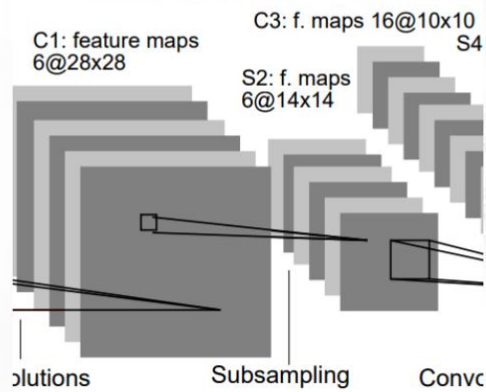 C1: feature maps
6@28x28
S2: f. maps
6@14x14
C3: f. maps 16@10x10
S4
olutions
Subsampling
Convo